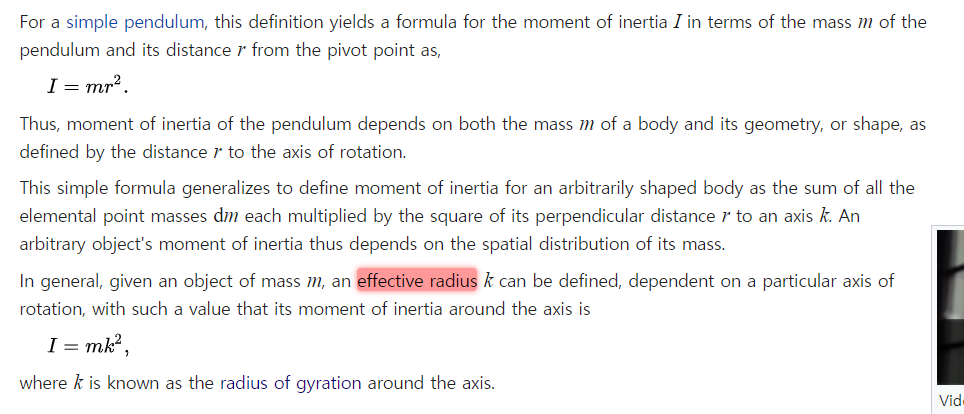 For a simple pendulum, this definition yields a formula for the moment of inertia I in terms of the mass m of the
pendulum and its distance r from the pivot point as,
I = mr².
Thus, moment of inertia of the pendulum depends on both the mass m of a body and its geometry, or shape, as
defined by the distance r to the axis of rotation.
This simple formula generalizes to define moment of inertia for an arbitrarily shaped body as the sum of all the
elemental point masses dm each multiplied by the square of its perpendicular distance r to an axis k. An
arbitrary object's moment of inertia thus depends on the spatial distribution of its mass.
In general, given an object of mass m, an effective radius k can be defined, dependent on a particular axis of
rotation, with such a value that its moment of inertia around the axis is
I = mk²,
where k is known as the radius of gyration around the axis.